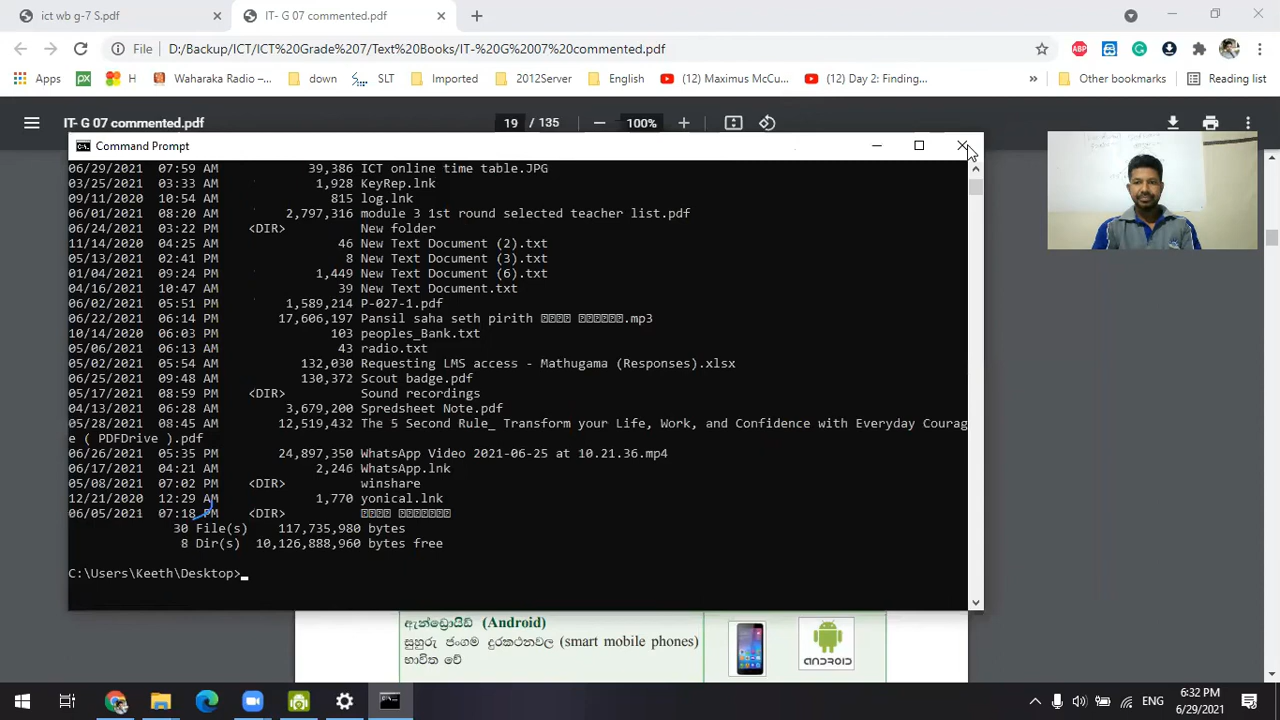 ict wb g-7 S.pdf
IT- G 07 commented.pdf
File
D:/Backup/ICT/ICT%20Grade%207/Text%20Books/IT-%20G%2007%20commented.pdf
Apps
H
Waharaka Radio –...
down
SLT
Imported
2012Server
English
(12) Maximus McCu...
(12) Day 2: Finding...
»
Other bookmarks
Reading list
IT- G 07 commented.pdf
19 / 135
100%
Command Prompt
06/29/2021 07:59 AM 39,386 ICT online time table.JPG
03/25/2021 03:33 AM 1,928 KeyRep.lnk
09/11/2020 10:54 AM 815 log.lnk
06/01/2021 08:20 AM 2,797,316 module 3 1st round selected teacher list.pdf
06/24/2021 03:22 PM <DIR> New folder
11/14/2020 04:25 AM 46 New Text Document (2).txt
05/13/2021 02:41 PM 8 New Text Document (3).txt
01/04/2021 09:24 PM 1,449 New Text Document (6).txt
04/16/2021 10:47 AM 39 New Text Document.txt
06/02/2021 05:51 PM 1,589,214 P-027-1.pdf
06/22/2021 06:14 PM 17,606,197 Pansil saha seth pirith .mp3
10/14/2020 06:03 PM 103 peoples_Bank.txt
05/06/2021 06:13 AM 43 radio.txt
05/02/2021 05:54 AM 132,030 Requesting LMS access - Mathugama (Responses).xlsx
06/25/2021 09:48 AM 130,372 Scout badge.pdf
05/17/2021 08:59 PM <DIR> Sound recordings
04/13/2021 06:28 AM 3,679,200 Spredsheet Note.pdf
05/28/2021 08:45 AM 12,519,432 The 5 Second Rule_ Transform your Life, Work, and Confidence with Everyday Courag
e ( PDFDrive ).pdf
06/26/2021 05:35 PM 24,897,350 WhatsApp Video 2021-06-25 at 10.21.36.mp4
06/17/2021 04:21 AM 2,246 WhatsApp.lnk
05/08/2021 07:02 PM <DIR> winshare
12/21/2020 12:29 AM 1,770 yonical.lnk
06/05/2021 07:18 PM <DIR>
30 File(s) 117,735,980 bytes
8 Dir(s) 10,126,888,960 bytes free
C:\Users\Keeth\Desktop>
ඇන්ඩ්‍රොයිඩ් (Android)
සුහුරු ජංගම දුරකථනවල (smart mobile phones)
භාවිත වේ
ANDROID
ENG
6:32 PM
6/29/2021